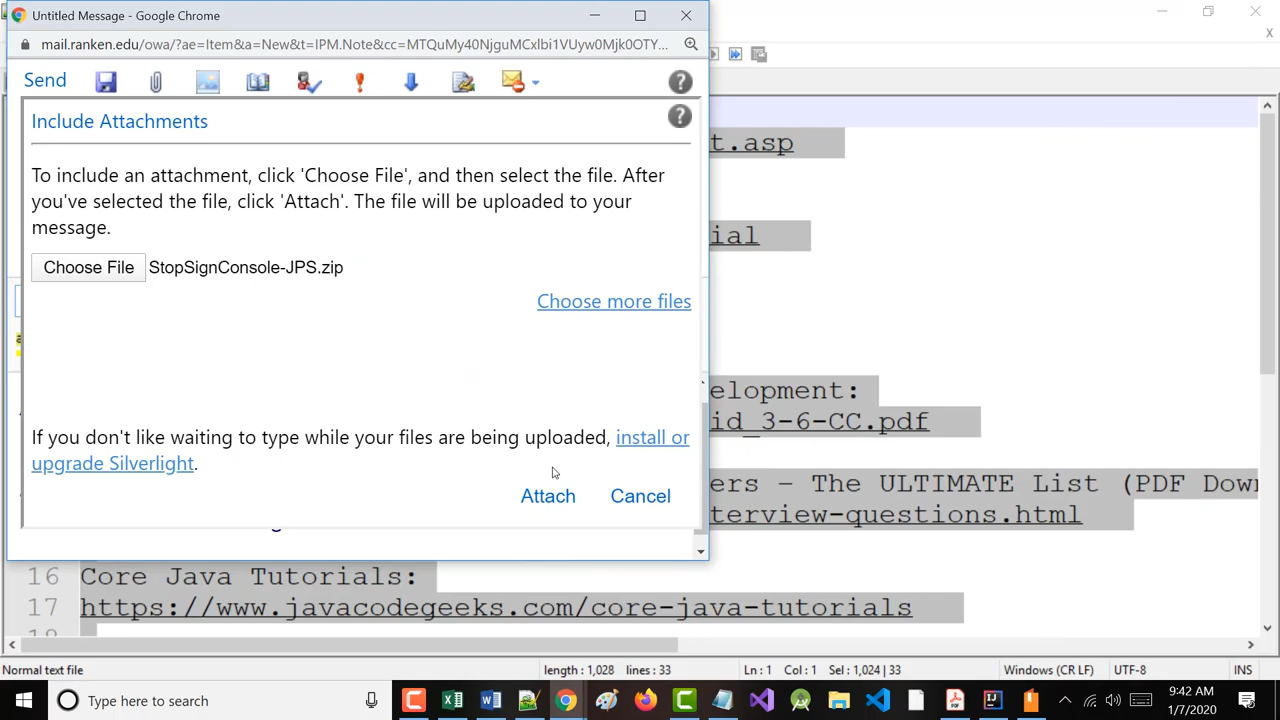 Untitled Message - Google Chrome
mail.ranken.edu/owa/?ae=Item&a=New&t=IPM.Note&cc=MTQuMy40NjguMCxlbi1VUyw0Mjk0OTY...
Send
Include Attachments
To include an attachment, click 'Choose File', and then select the file. After
you've selected the file, click 'Attach'. The file will be uploaded to your
message.
Choose File StopSignConsole-JPS.zip
Choose more files
If you don't like waiting to type while your files are being uploaded, install or
upgrade Silverlight.
Attach Cancel
t.asp
ial
elopment:
id_3-6-CC.pdf
ers – The ULTIMATE List (PDF Down
terview-questions.html
16 Core Java Tutorials:
17 https://www.javacodegeeks.com/core-java-tutorials
18
Normal text file length : 1,028 lines : 33 Ln : 1 Col : 1 Sel : 1,024 | 33 Windows (CR LF) UTF-8 INS
Type here to search
9:42 AM
1/7/2020